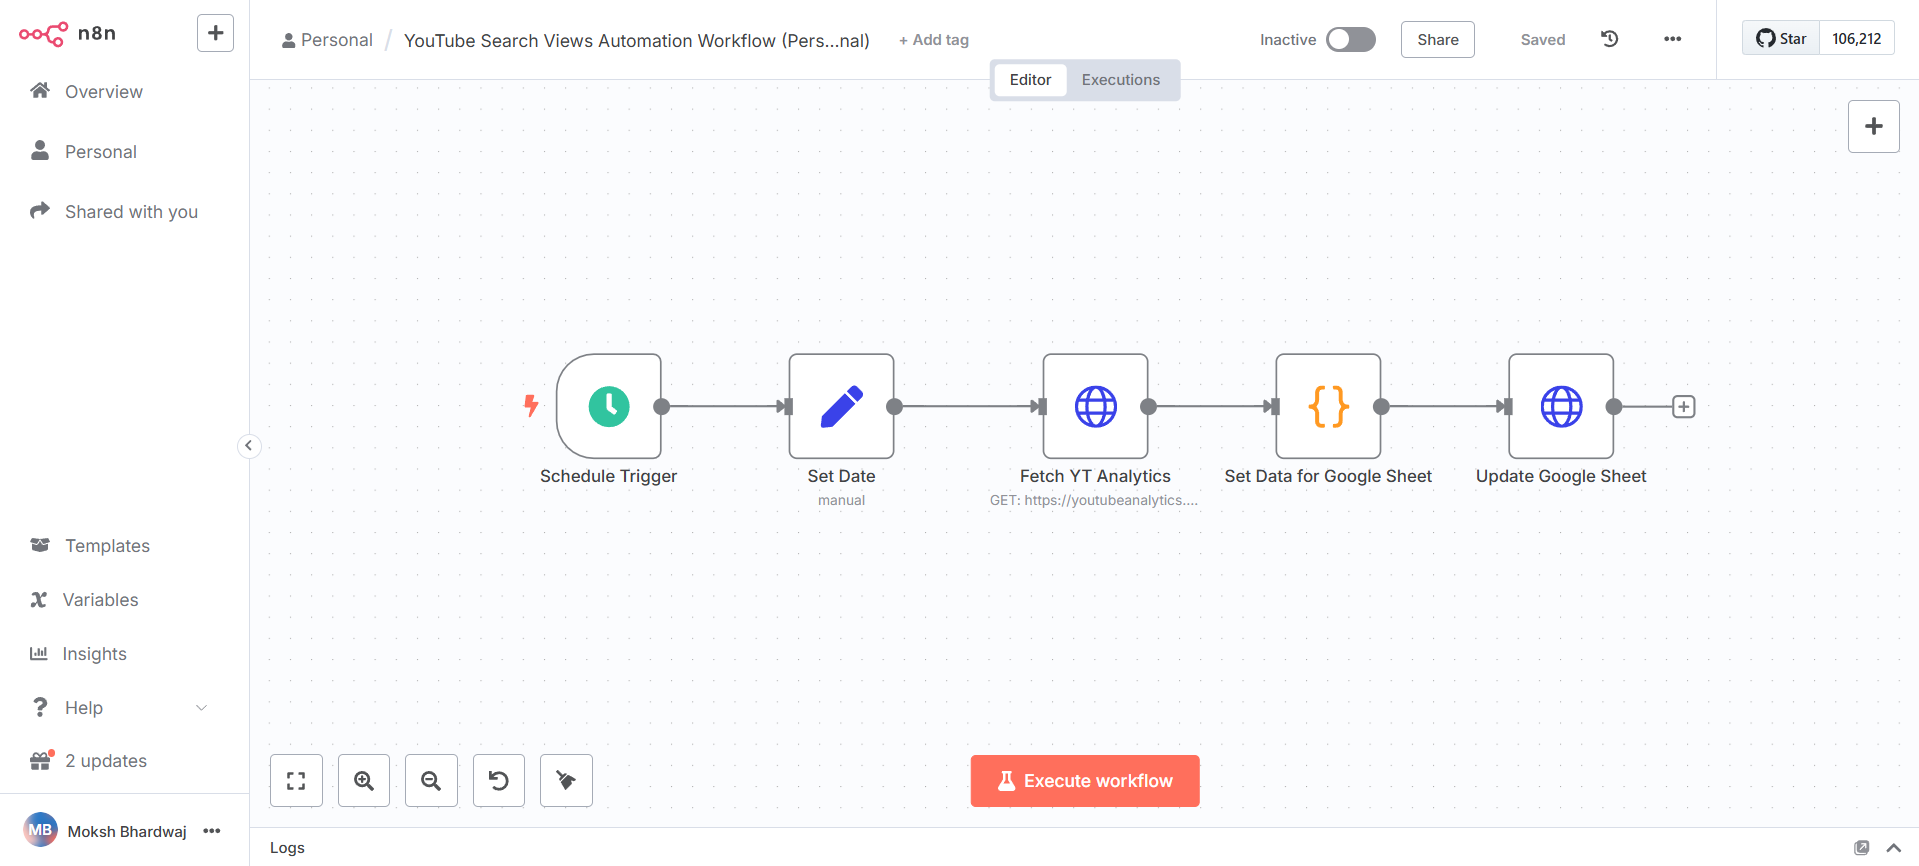 n8n
+
Overview
Personal
Shared with you
Templates
Variables
Insights
Help
2 updates
MB Moksh Bhardwaj
Personal / YouTube Search Views Automation Workflow (Pers...nal) + Add tag
Inactive Share Saved
Star 106,212
Editor Executions
Schedule Trigger
Set Date
manual
Fetch YT Analytics
GET: https://youtubeanalytics....
Set Data for Google Sheet
Update Google Sheet
Execute workflow
Logs